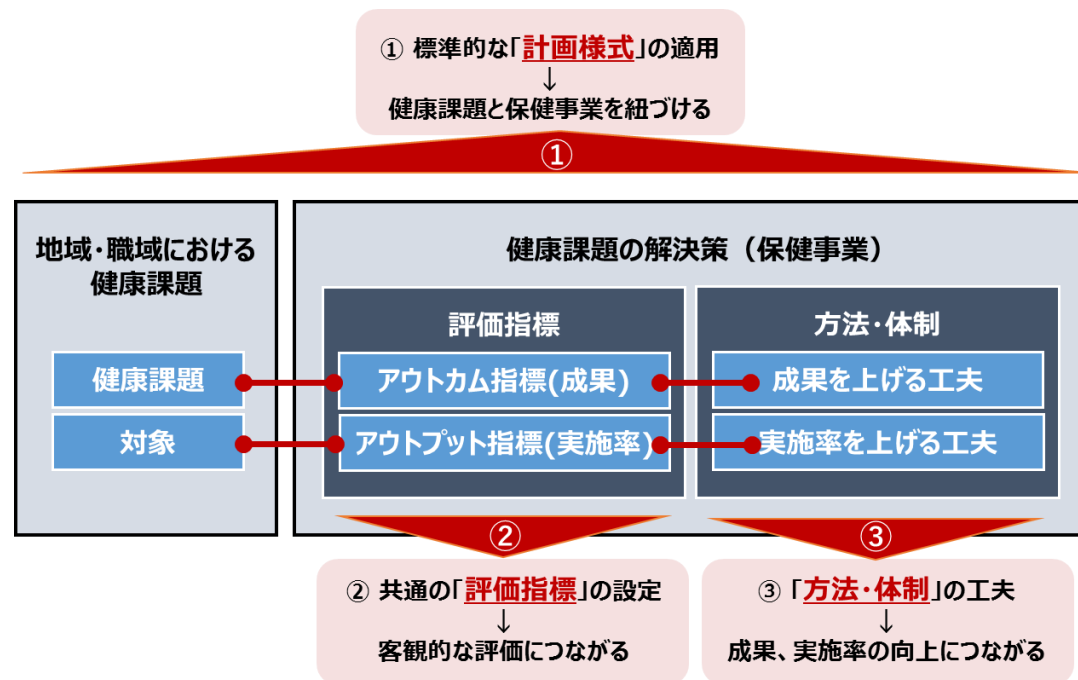 ① 標準的な「計画様式」の適用
↓
健康課題と保健事業を紐づける
①
地域・職域における
健康課題
健康課題
対象
健康課題の解決策（保健事業）
評価指標
アウトカム指標(成果)
アウトプット指標(実施率)
方法・体制
成果を上げる工夫
実施率を上げる工夫
②
③
② 共通の「評価指標」の設定
↓
客観的な評価につながる
③ 「方法・体制」の工夫
↓
成果、実施率の向上につながる